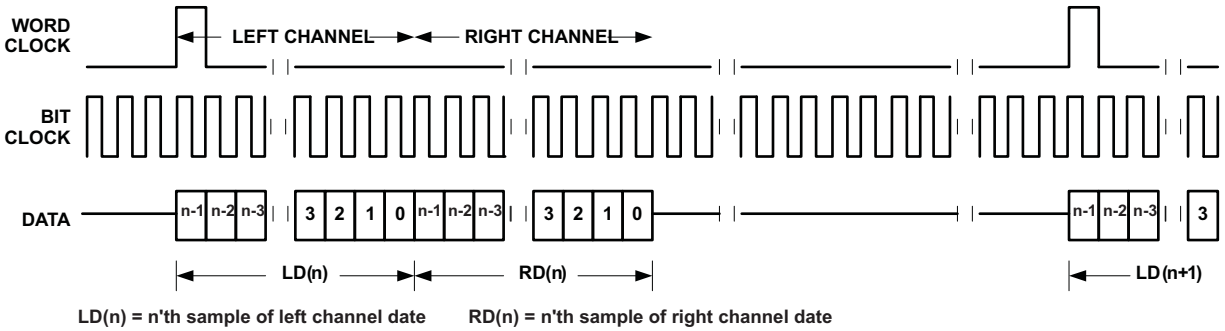 WORD CLOCK
LEFT CHANNEL
RIGHT CHANNEL
BIT CLOCK
DATA
n-1 n-2 n-3 3 2 1 0 n-1 n-2 n-3 3 2 1 0 n-1 n-2 n-3 3
LD(n) RD(n) LD(n+1)
LD(n) = n'th sample of left channel date RD(n) = n'th sample of right channel date